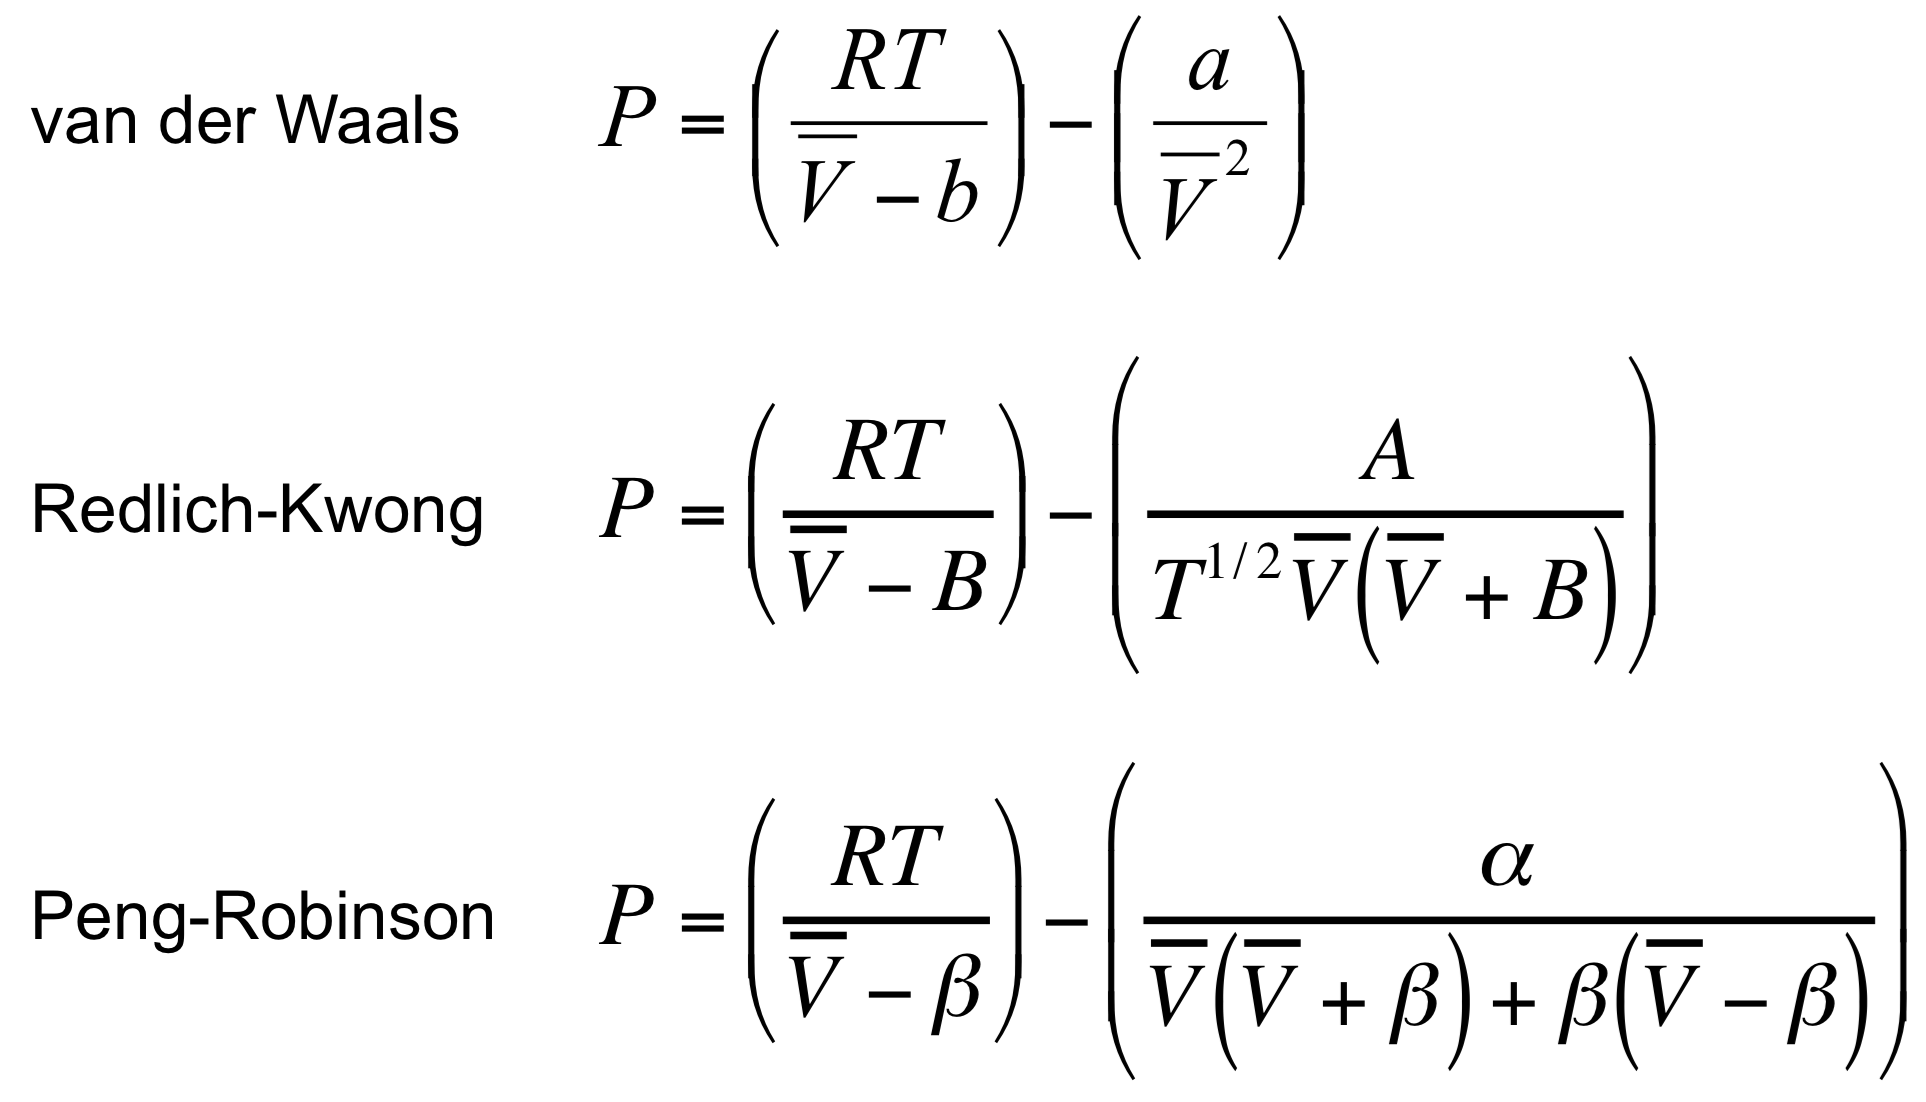 van der Waals P = (RT / (V̅ − b)) − (a / V̅²)
Redlich-Kwong P = (RT / (V̅ − B)) − (A / (T^1/2 V̅(V̅ + B)))
Peng-Robinson P = (RT / (V̅ − β)) − (α / (V̅(V̅ + β) + β(V̅ − β)))